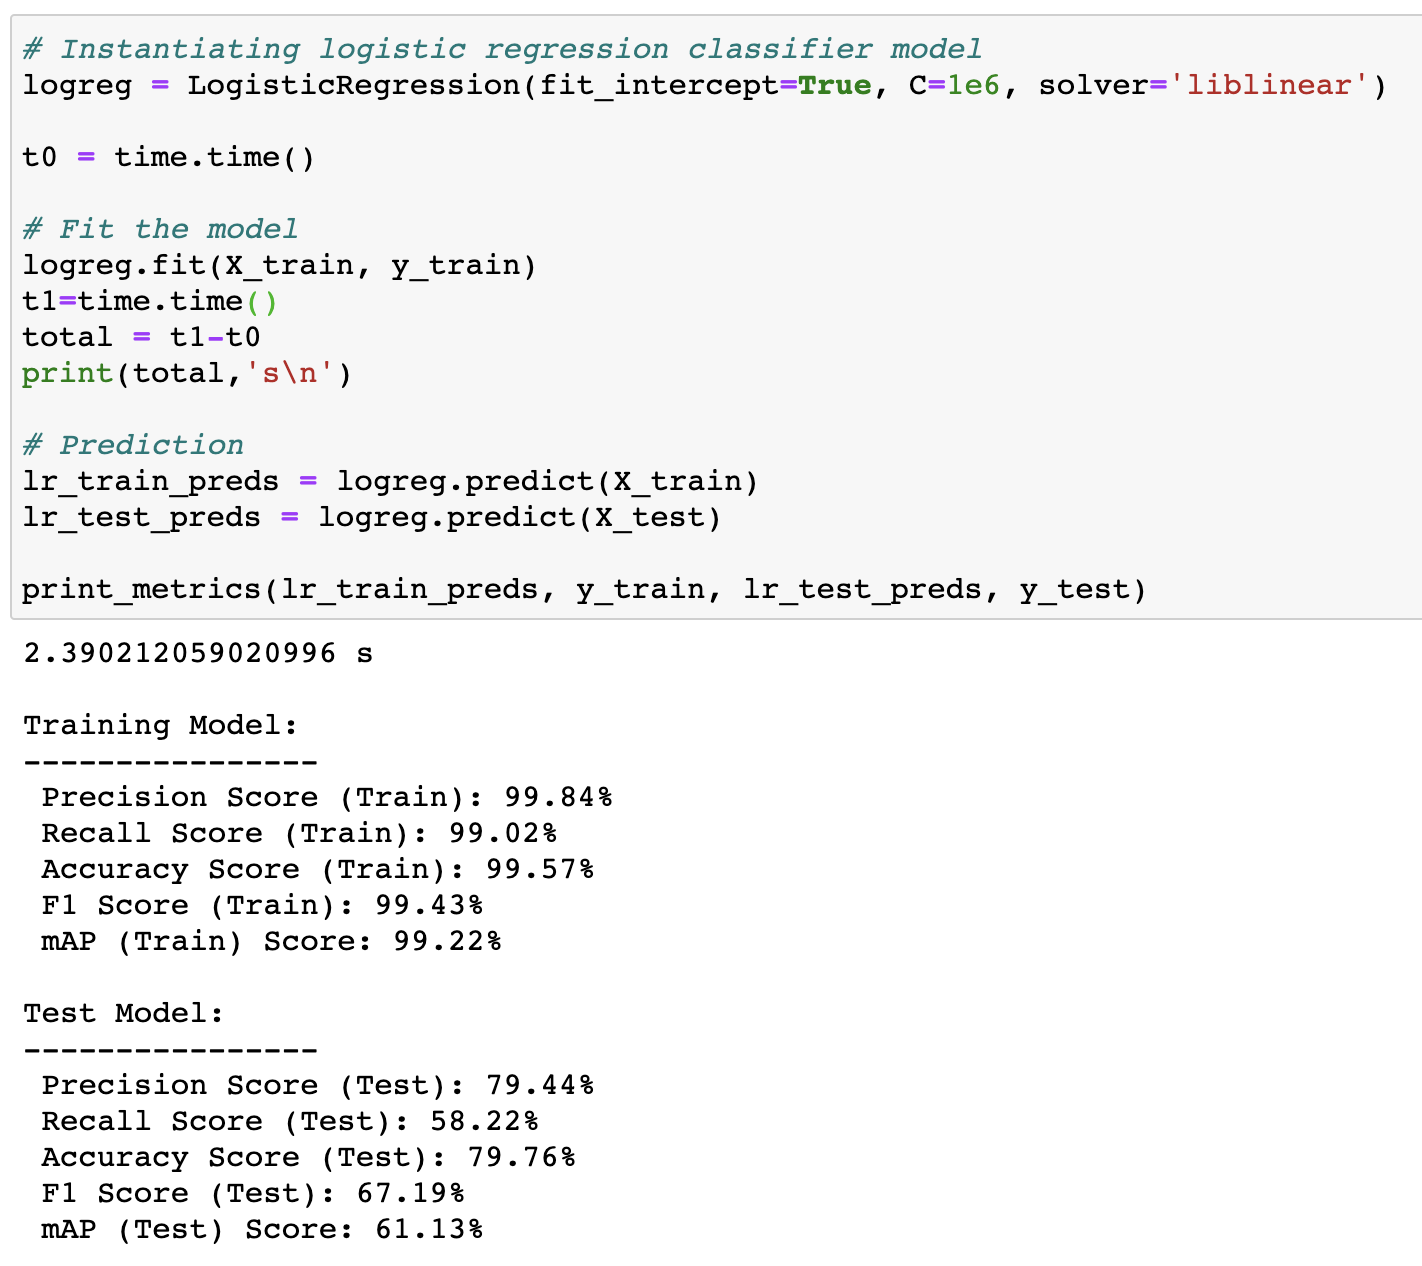 # Instantiating logistic regression classifier model
logreg = LogisticRegression(fit_intercept=True, C=1e6, solver='liblinear')
t0 = time.time()
# Fit the model
logreg.fit(X_train, y_train)
t1=time.time()
total = t1-t0
print(total,'s\n')
# Prediction
lr_train_preds = logreg.predict(X_train)
lr_test_preds = logreg.predict(X_test)
print_metrics(lr_train_preds, y_train, lr_test_preds, y_test)
2.390212059020996 s
Training Model:
----------------
Precision Score (Train): 99.84%
Recall Score (Train): 99.02%
Accuracy Score (Train): 99.57%
F1 Score (Train): 99.43%
mAP (Train) Score: 99.22%
Test Model:
----------------
Precision Score (Test): 79.44%
Recall Score (Test): 58.22%
Accuracy Score (Test): 79.76%
F1 Score (Test): 67.19%
mAP (Test) Score: 61.13%